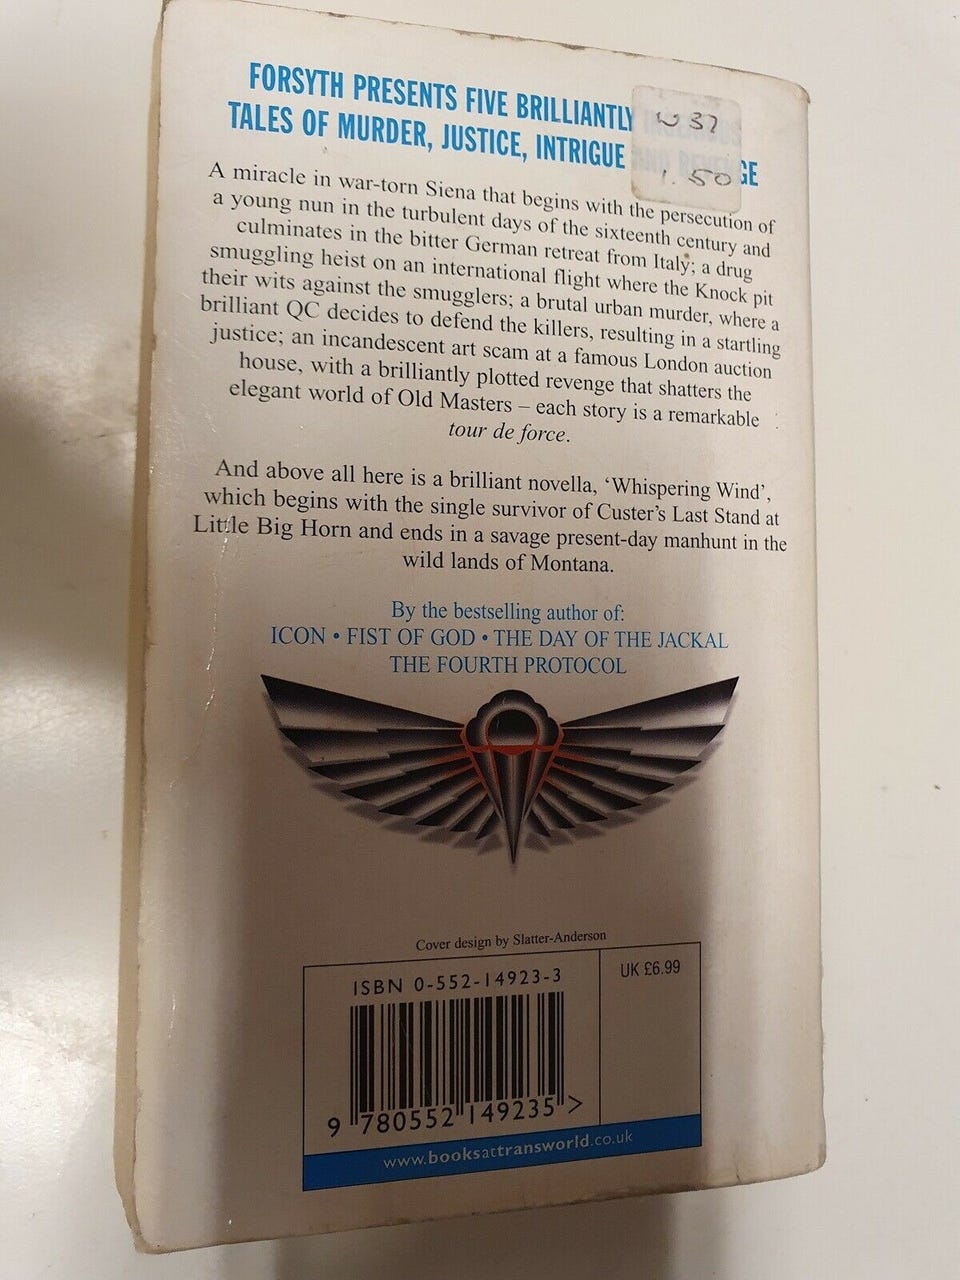 FORSYTH PRESENTS FIVE BRILLIANTLY
TALES OF MURDER, JUSTICE, INTRIGUE AND REVENGE
37
1.50
A miracle in war-torn Siena that begins with the persecution of
a young nun in the turbulent days of the sixteenth century and
culminates in the bitter German retreat from Italy; a drug
smuggling heist on an international flight where the Knock pit
their wits against the smugglers; a brutal urban murder, where a
brilliant QC decides to defend the killers, resulting in a startling
justice; an incandescent art scam at a famous London auction
house, with a brilliantly plotted revenge that shatters the
elegant world of Old Masters – each story is a remarkable
tour de force.
And above all here is a brilliant novella, ‘Whispering Wind’,
which begins with the single survivor of Custer’s Last Stand at
Little Big Horn and ends in a savage present-day manhunt in the
wild lands of Montana.
By the bestselling author of:
ICON • FIST OF GOD • THE DAY OF THE JACKAL
THE FOURTH PROTOCOL
Cover design by Slatter-Anderson
ISBN 0-552-14923-3
UK £6.99
9 780552 149235 >
www.booksattransworld.co.uk